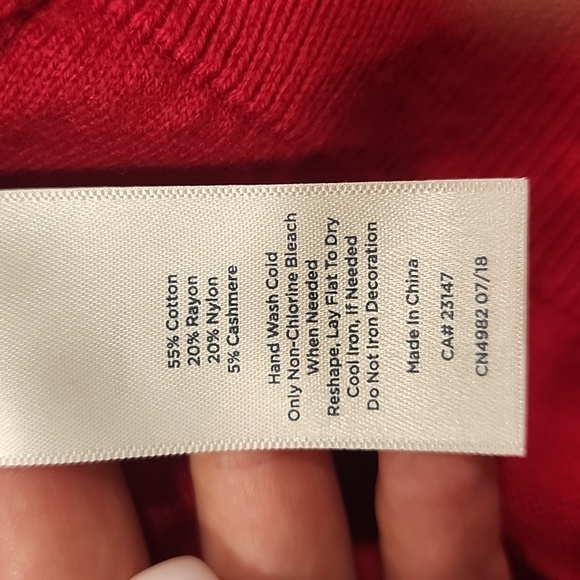 55% Cotton
20% Rayon
20% Nylon
5% Cashmere
Hand Wash Cold
Only Non-Chlorine Bleach
When Needed
Reshape, Lay Flat To Dry
Cool Iron, If Needed
Do Not Iron Decoration
Made In China
CA# 23147
CN4982 07/18